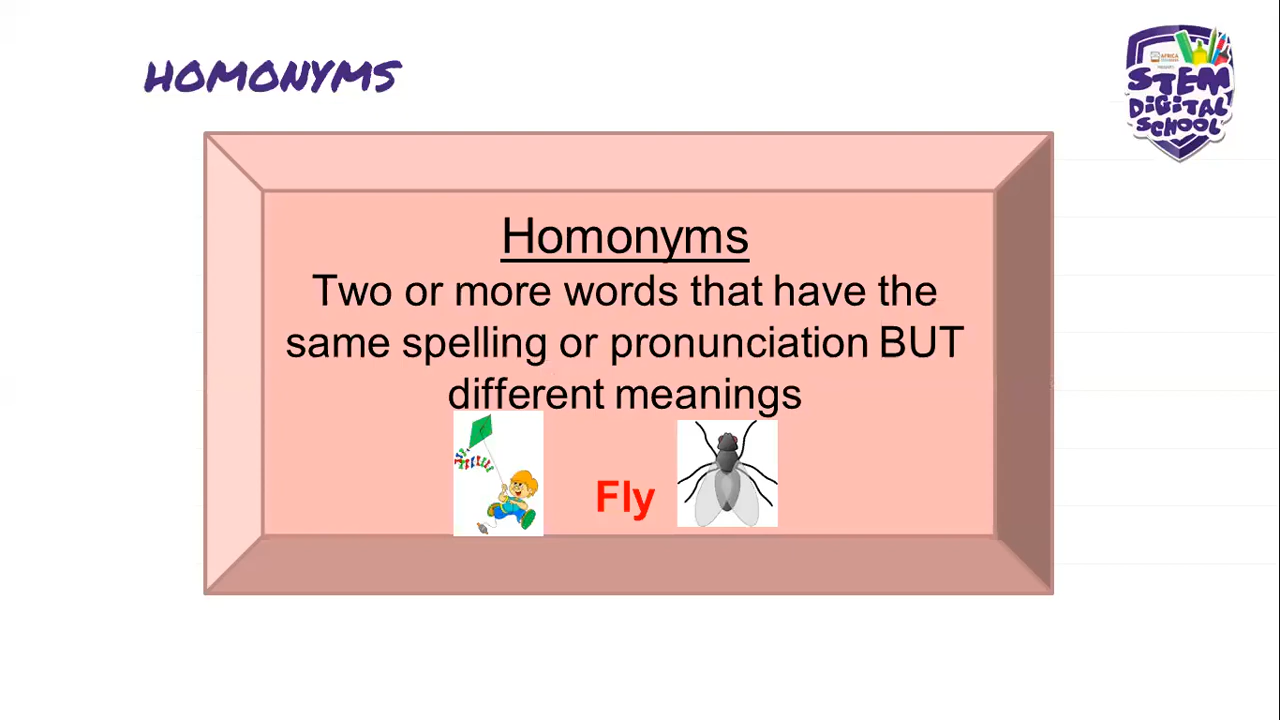 HOMONYMS
AFRICA
STEM
DIGITAL
SCHOOL
Homonyms
Two or more words that have the
same spelling or pronunciation BUT
different meanings
Fly